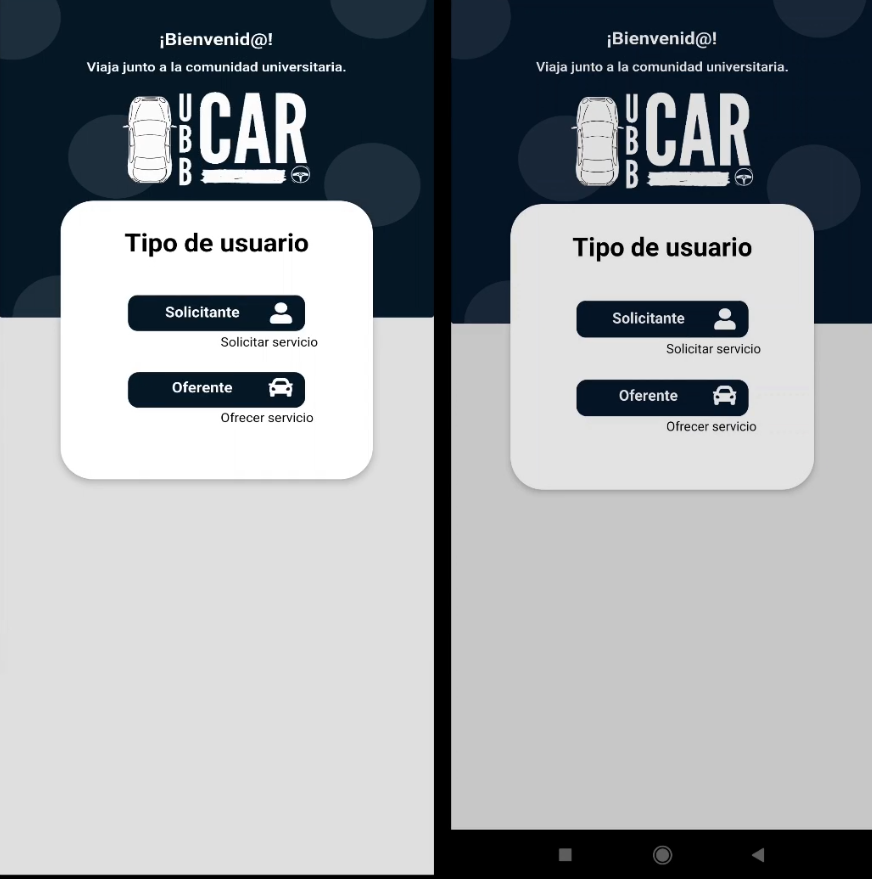 ¡Bienvenid@!
Viaja junto a la comunidad universitaria.
UBB CAR
Tipo de usuario
Solicitante
Solicitar servicio
Oferente
Ofrecer servicio
¡Bienvenid@!
Viaja junto a la comunidad universitaria.
UBB CAR
Tipo de usuario
Solicitante
Solicitar servicio
Oferente
Ofrecer servicio